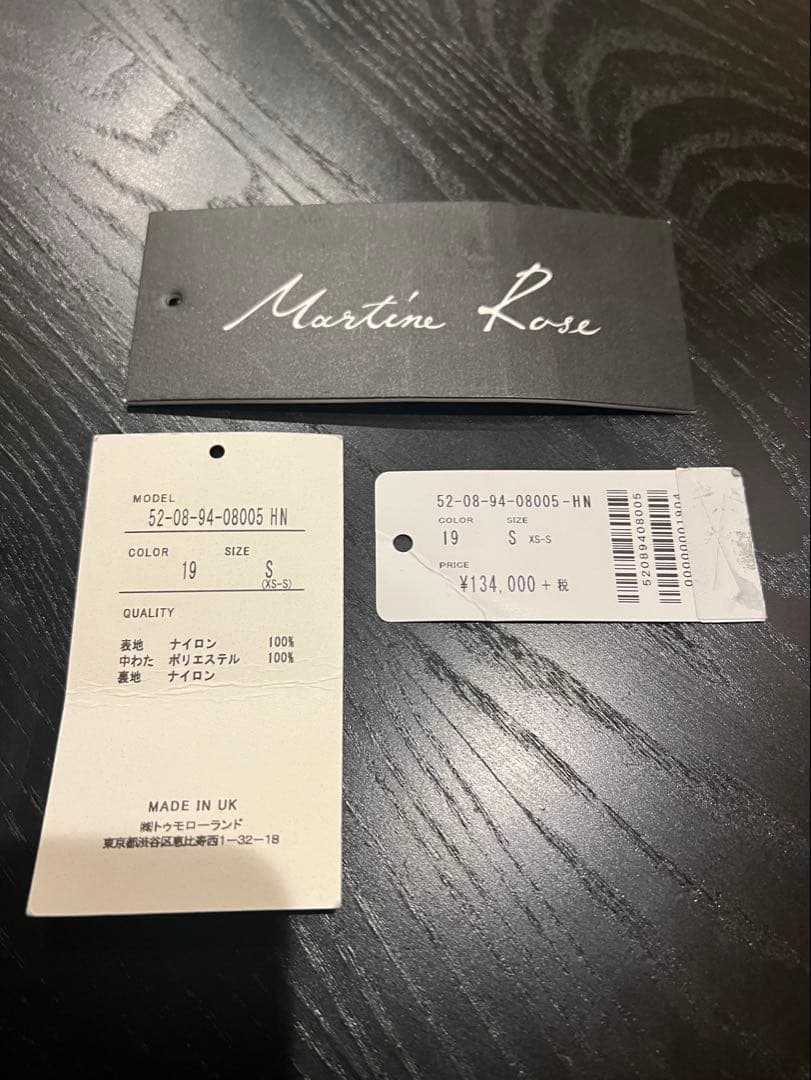 Martine Rose
MODEL
52-08-94-08005 HN
COLOR SIZE
19 S
(XS-S)
QUALITY
表地 ナイロン 100%
中わた ポリエステル 100%
裏地 ナイロン
MADE IN UK
㈱トゥモローランド
東京都渋谷区恵比寿西1-32-18
52-08-94-08005-HN
COLOR SIZE
19 S XS-S
PRICE
¥134,000 + 税
52089408005
00000001904